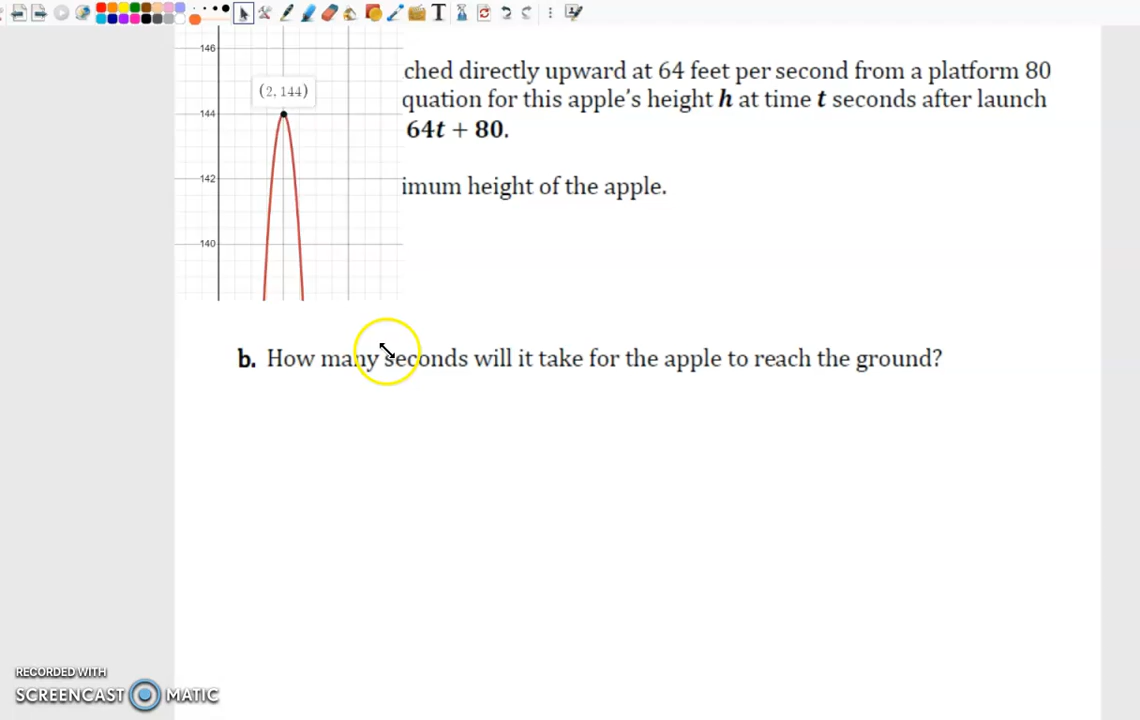 146
(2, 144)
144
142
140
ched directly upward at 64 feet per second from a platform 80
quation for this apple's height h at time t seconds after launch
64t + 80.
imum height of the apple.
b. How many seconds will it take for the apple to reach the ground?
RECORDED WITH
SCREENCAST MATIC